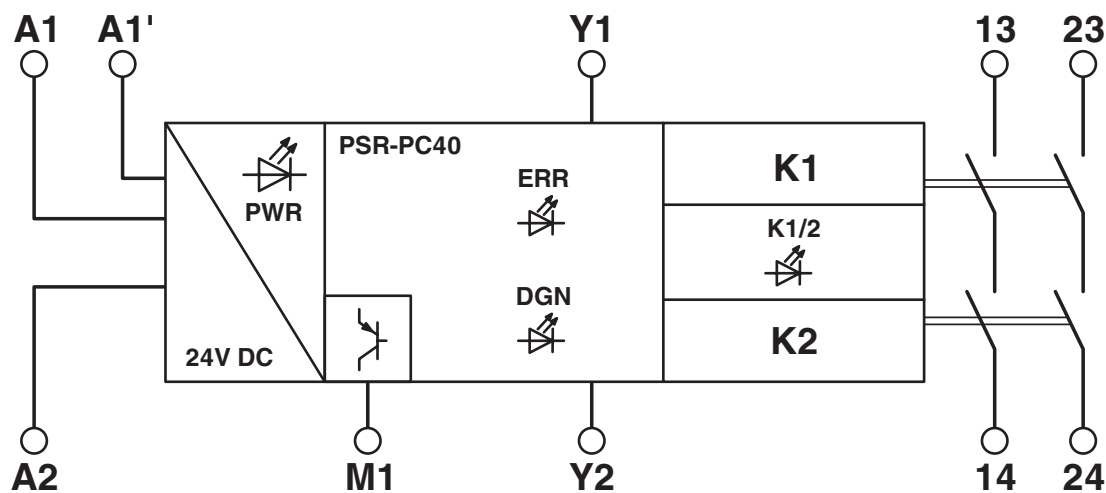 A1 A1' Y1 13 23
PSR-PC40
K1
ERR
PWR
K1/2
DGN
K2
24V DC
A2 M1 Y2 14 24